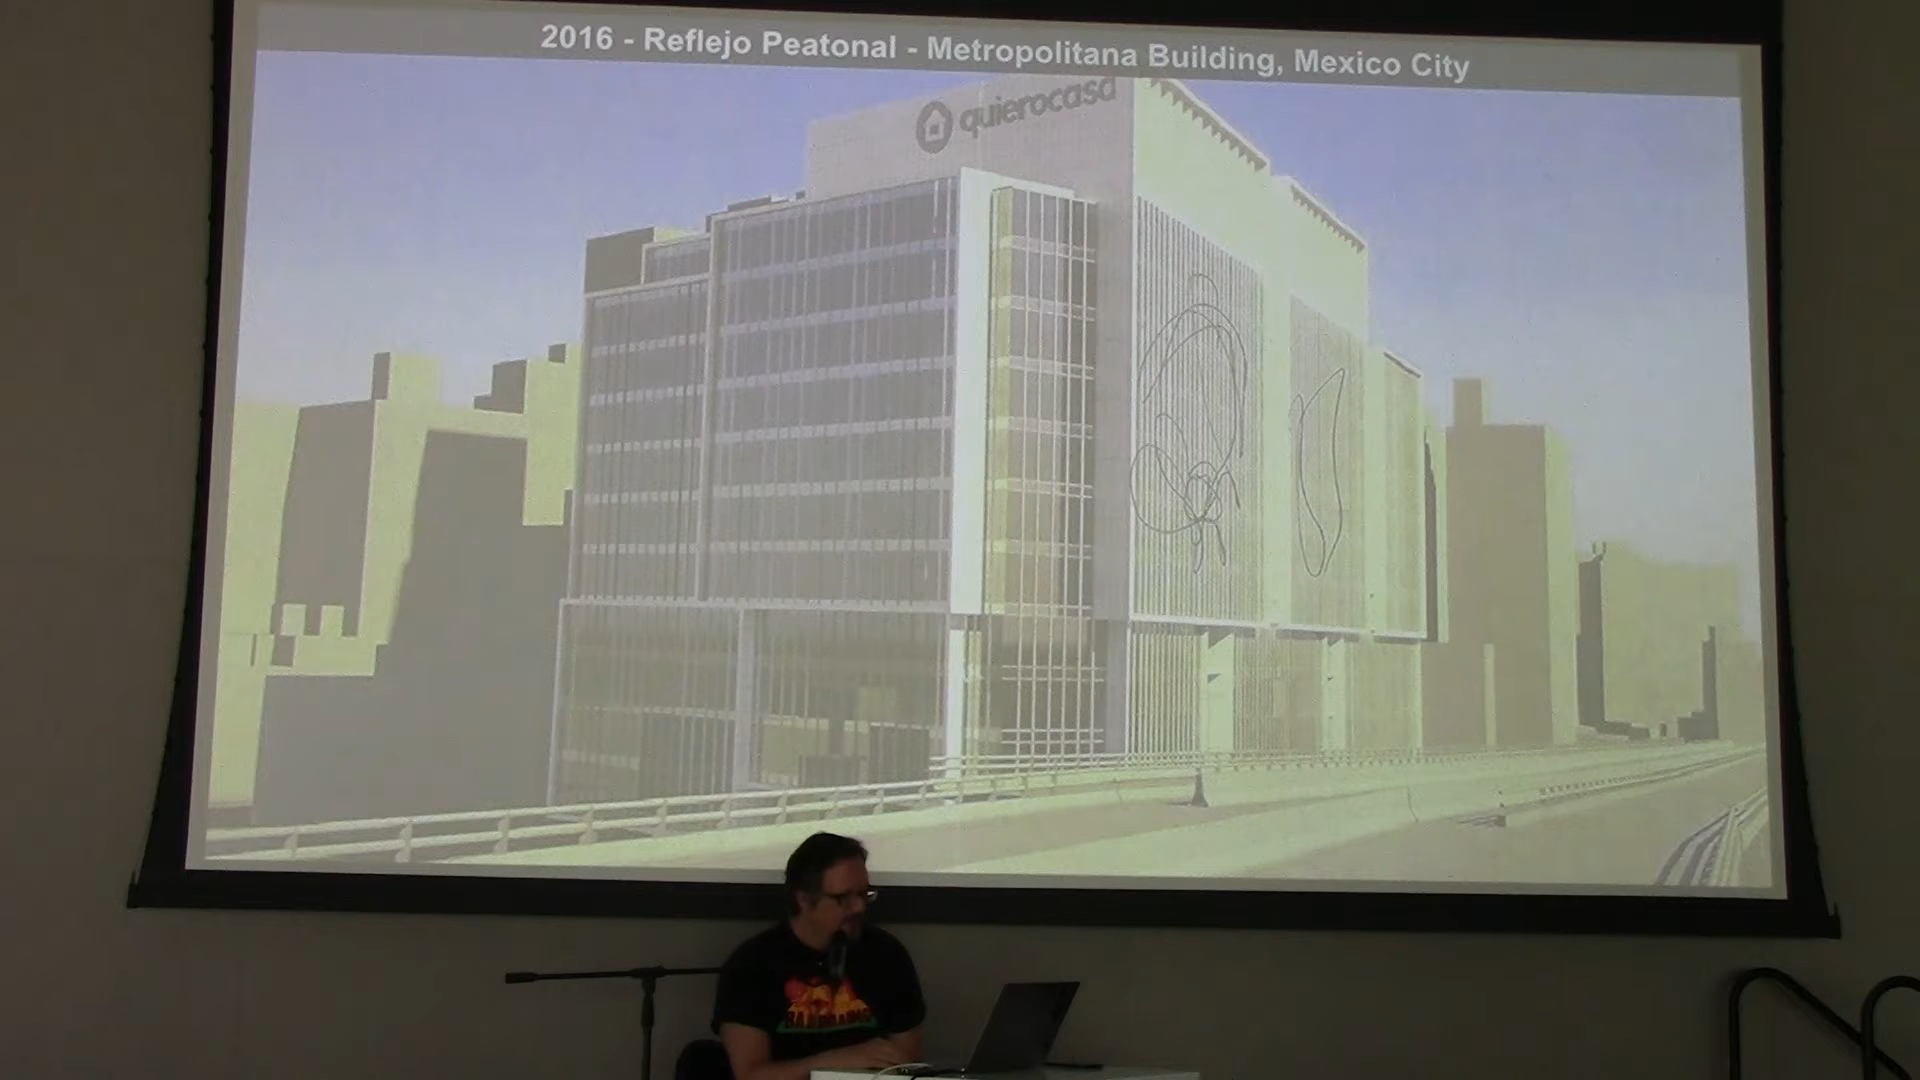 2016 - Reflejo Peatonal - Metropolitana Building, Mexico City
quierocasa